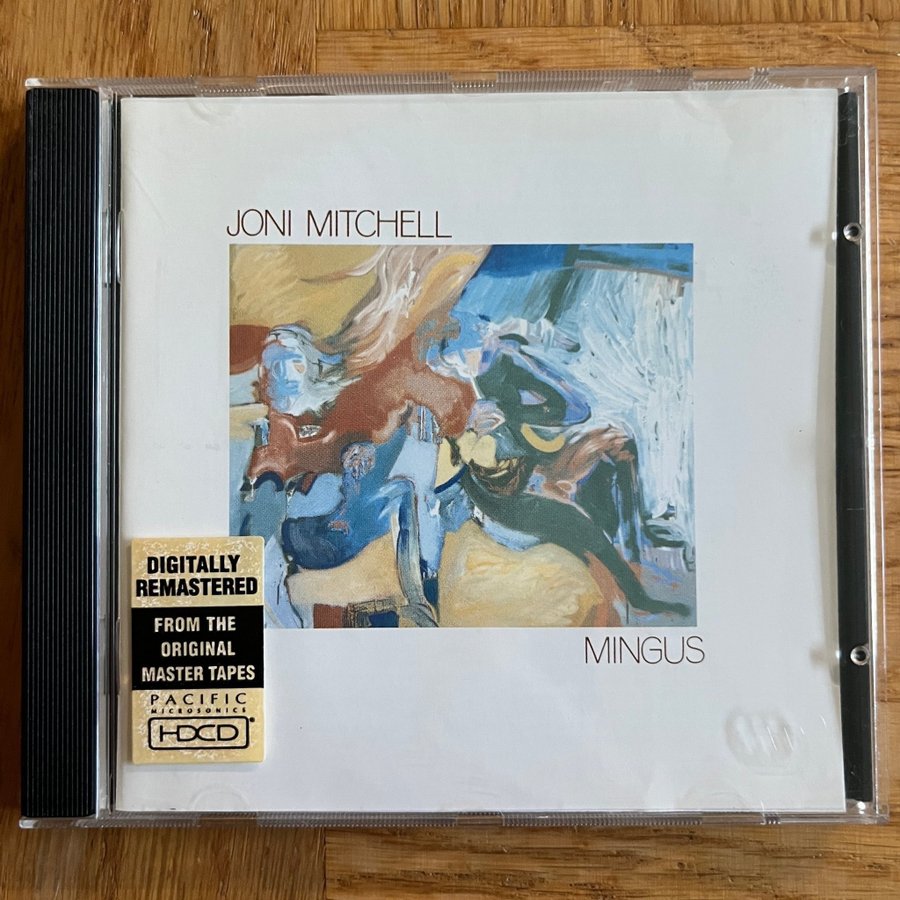 JONI MITCHELL
MINGUS
DIGITALLY
REMASTERED
FROM THE
ORIGINAL
MASTER TAPES
PACIFIC
MICROSONICS
HDCD®